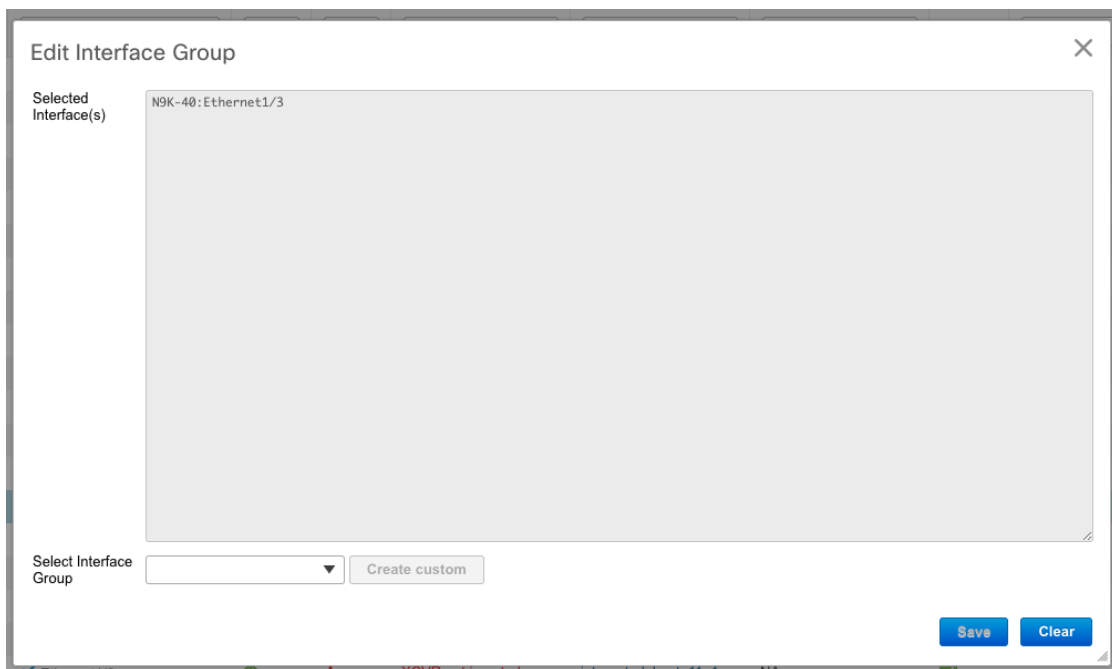 Edit Interface Group
Selected
Interface(s)
N9K-40:Ethernet1/3
Select Interface
Group
Create custom
Save
Clear